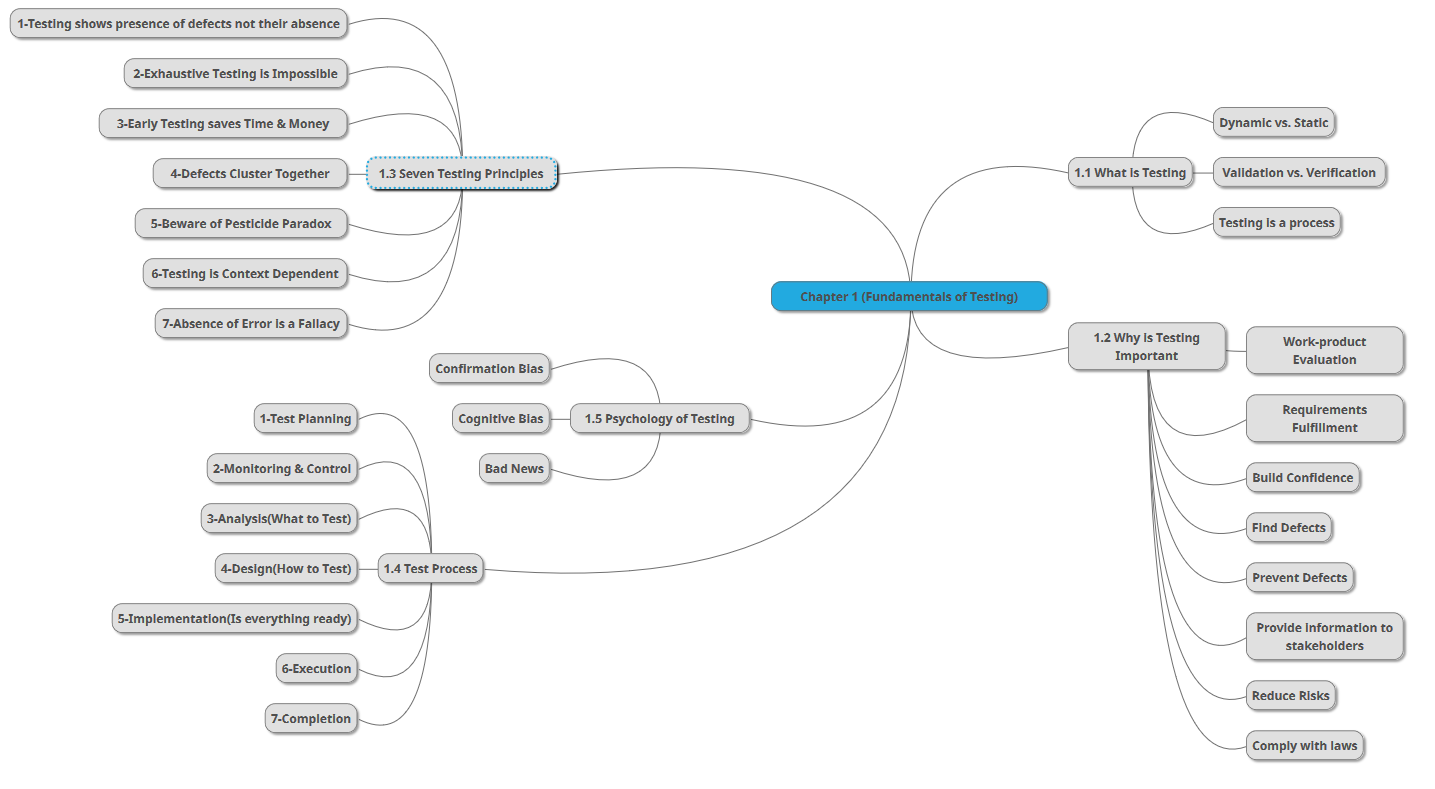 Chapter 1 (Fundamentals of Testing)
1.1 What is Testing
Dynamic vs. Static
Validation vs. Verification
Testing is a process
1.2 Why is Testing
Important
Work-product
Evaluation
Requirements
Fulfillment
Build Confidence
Find Defects
Prevent Defects
Provide information to
stakeholders
Reduce Risks
Comply with laws
1.3 Seven Testing Principles
1-Testing shows presence of defects not their absence
2-Exhaustive Testing is Impossible
3-Early Testing saves Time & Money
4-Defects Cluster Together
5-Beware of Pesticide Paradox
6-Testing is Context Dependent
7-Absence of Error is a Fallacy
1.4 Test Process
1-Test Planning
2-Monitoring & Control
3-Analysis(What to Test)
4-Design(How to Test)
5-Implementation(Is everything ready)
6-Execution
7-Completion
1.5 Psychology of Testing
Confirmation Bias
Cognitive Bias
Bad News